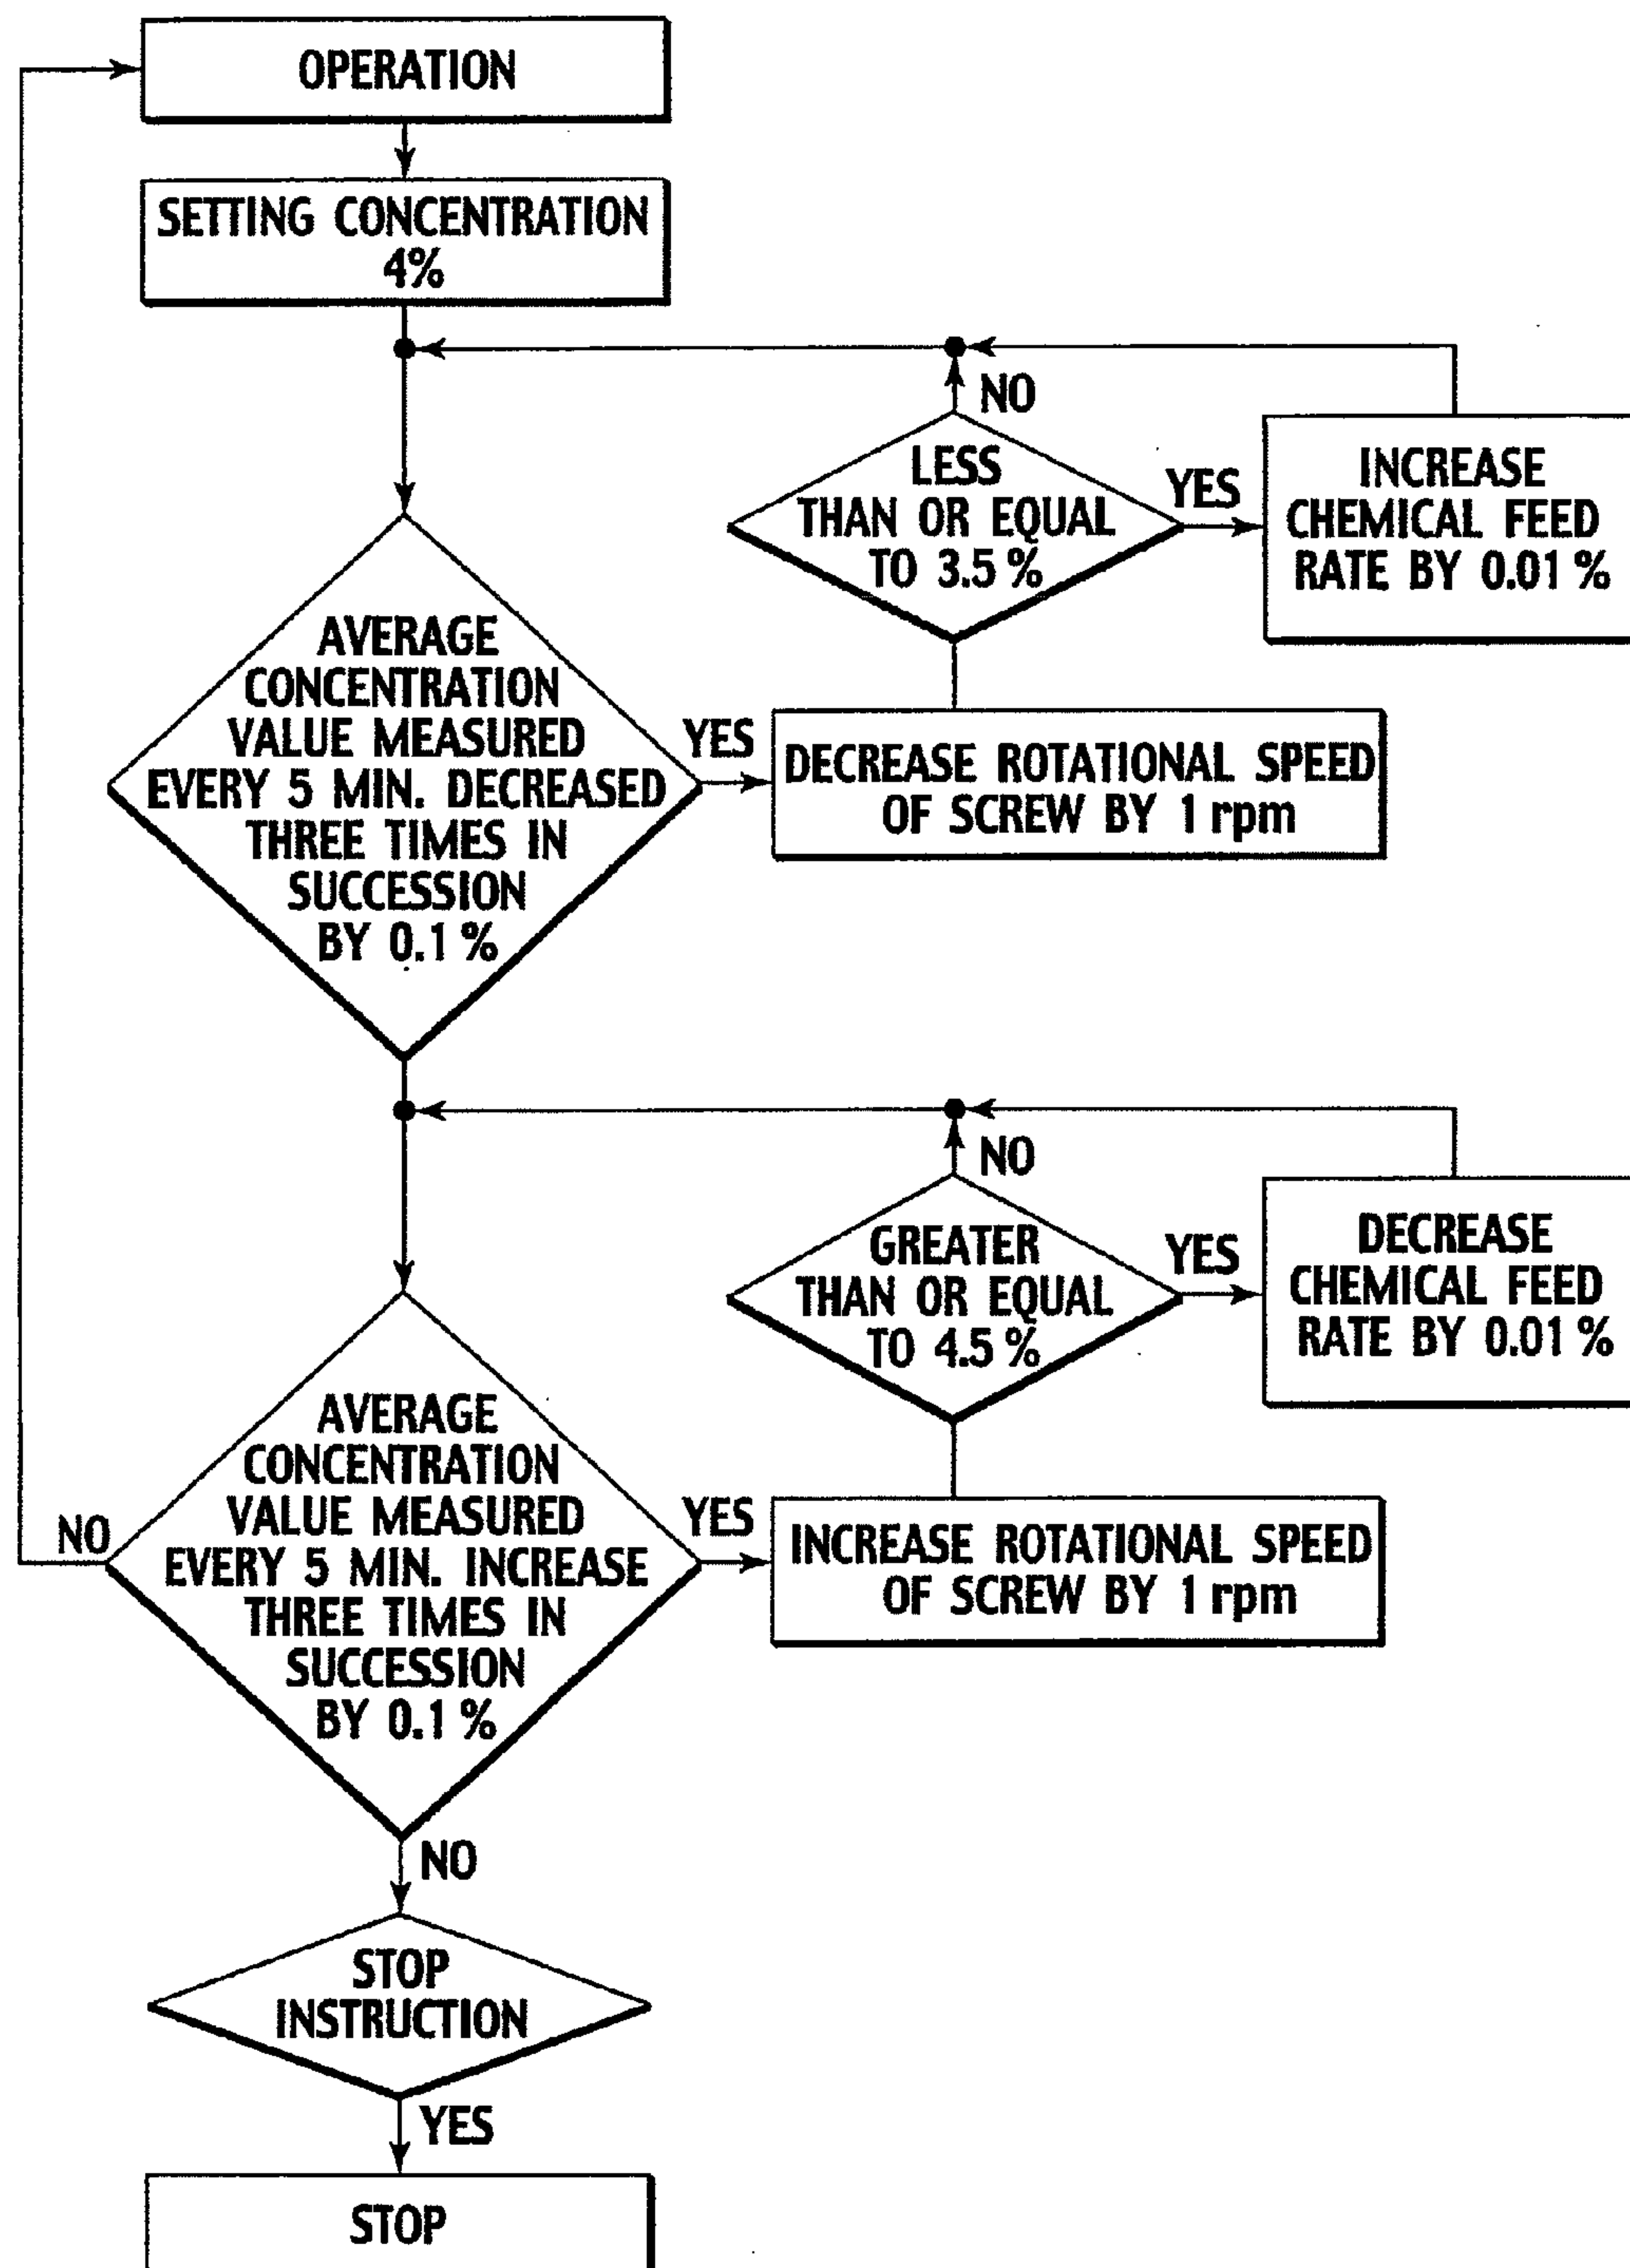 OPERATION
SETTING CONCENTRATION
4%
NO
LESS
THAN OR EQUAL
TO 3.5 %
YES
INCREASE
CHEMICAL FEED
RATE BY 0.01 %
AVERAGE
CONCENTRATION
VALUE MEASURED
EVERY 5 MIN. DECREASED
THREE TIMES IN
SUCCESSION
BY 0.1 %
YES
DECREASE ROTATIONAL SPEED
OF SCREW BY 1 rpm
NO
GREATER
THAN OR EQUAL
TO 4.5 %
YES
DECREASE
CHEMICAL FEED
RATE BY 0.01 %
NO
AVERAGE
CONCENTRATION
VALUE MEASURED
EVERY 5 MIN. INCREASE
THREE TIMES IN
SUCCESSION
BY 0.1 %
YES
INCREASE ROTATIONAL SPEED
OF SCREW BY 1 rpm
NO
STOP
INSTRUCTION
YES
STOP